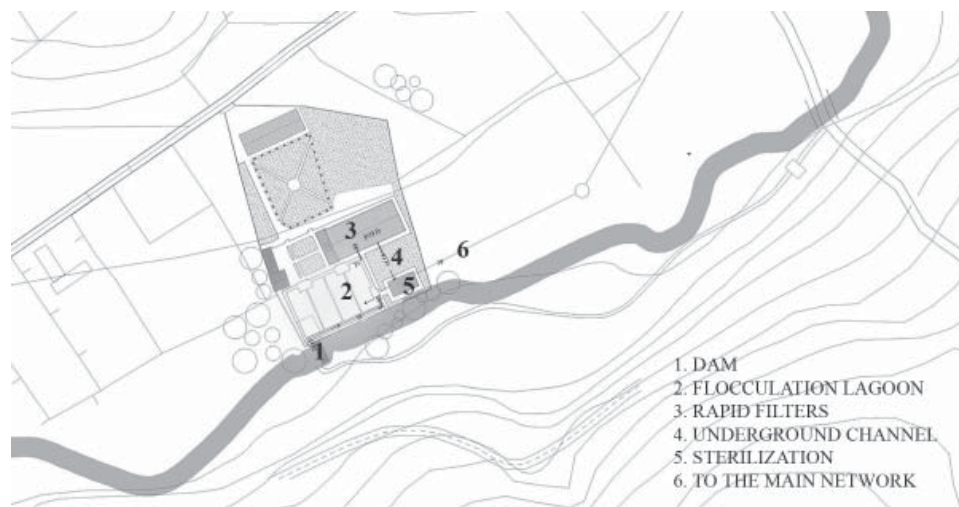 3
4
6
2
5
1
1. DAM
2. FLOCCULATION LAGOON
3. RAPID FILTERS
4. UNDERGROUND CHANNEL
5. STERILIZATION
6. TO THE MAIN NETWORK